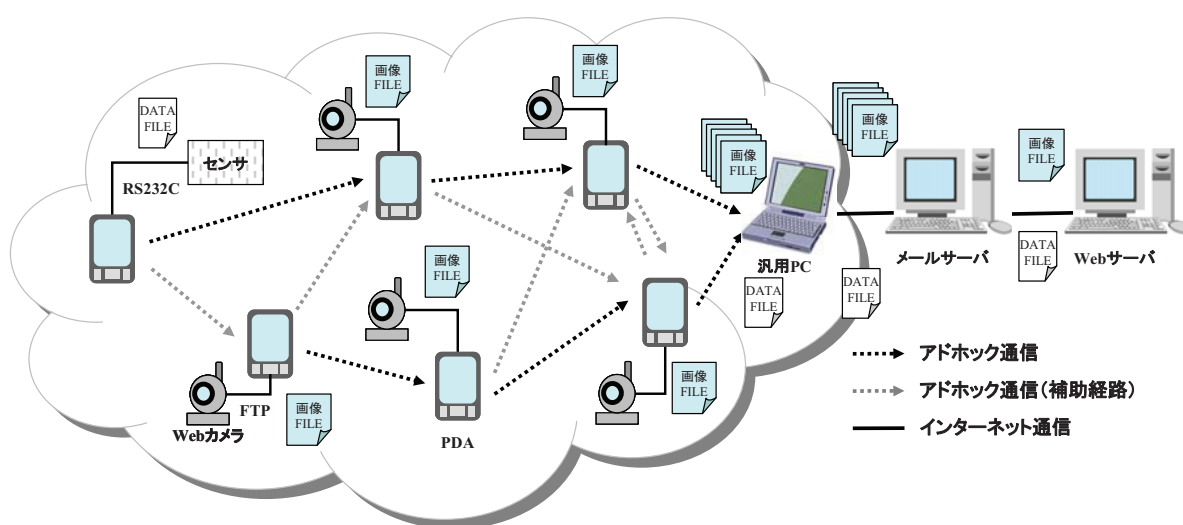 画像
FILE
画像
FILE
DATA
FILE
センサ
RS232C
画像
FILE
画像
FILE
画像
FILE
DATA
FILE
メールサーバ
Webサーバ
汎用PC
DATA
FILE
DATA
FILE
画像
FILE
アドホック通信
画像
FILE
アドホック通信（補助経路）
FTP
画像
FILE
Webカメラ
PDA
インターネット通信